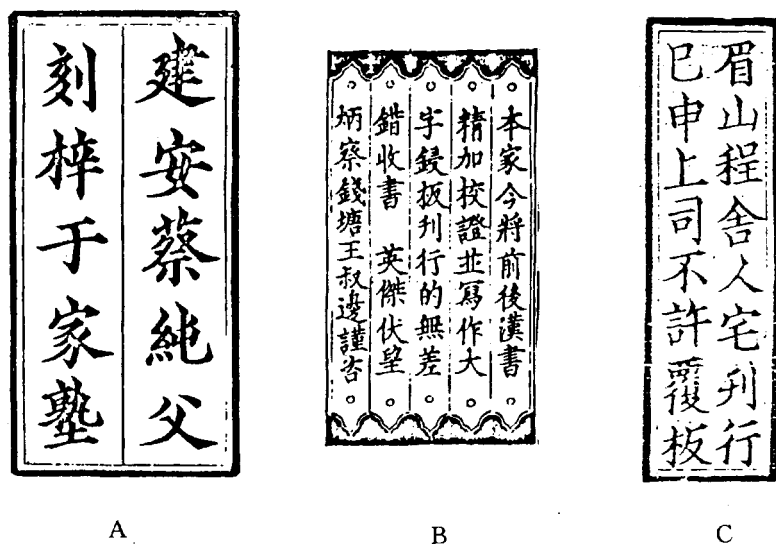 建安蔡純父
刻梓于家塾
本家今將前後漢書
精加校證並寫作大
字鋟板刊行的無差
錯收書　英傑伏望
炳察錢塘王叔邊謹咨
眉山程舍人宅刊行
已申上司不許覆板
A
B
C